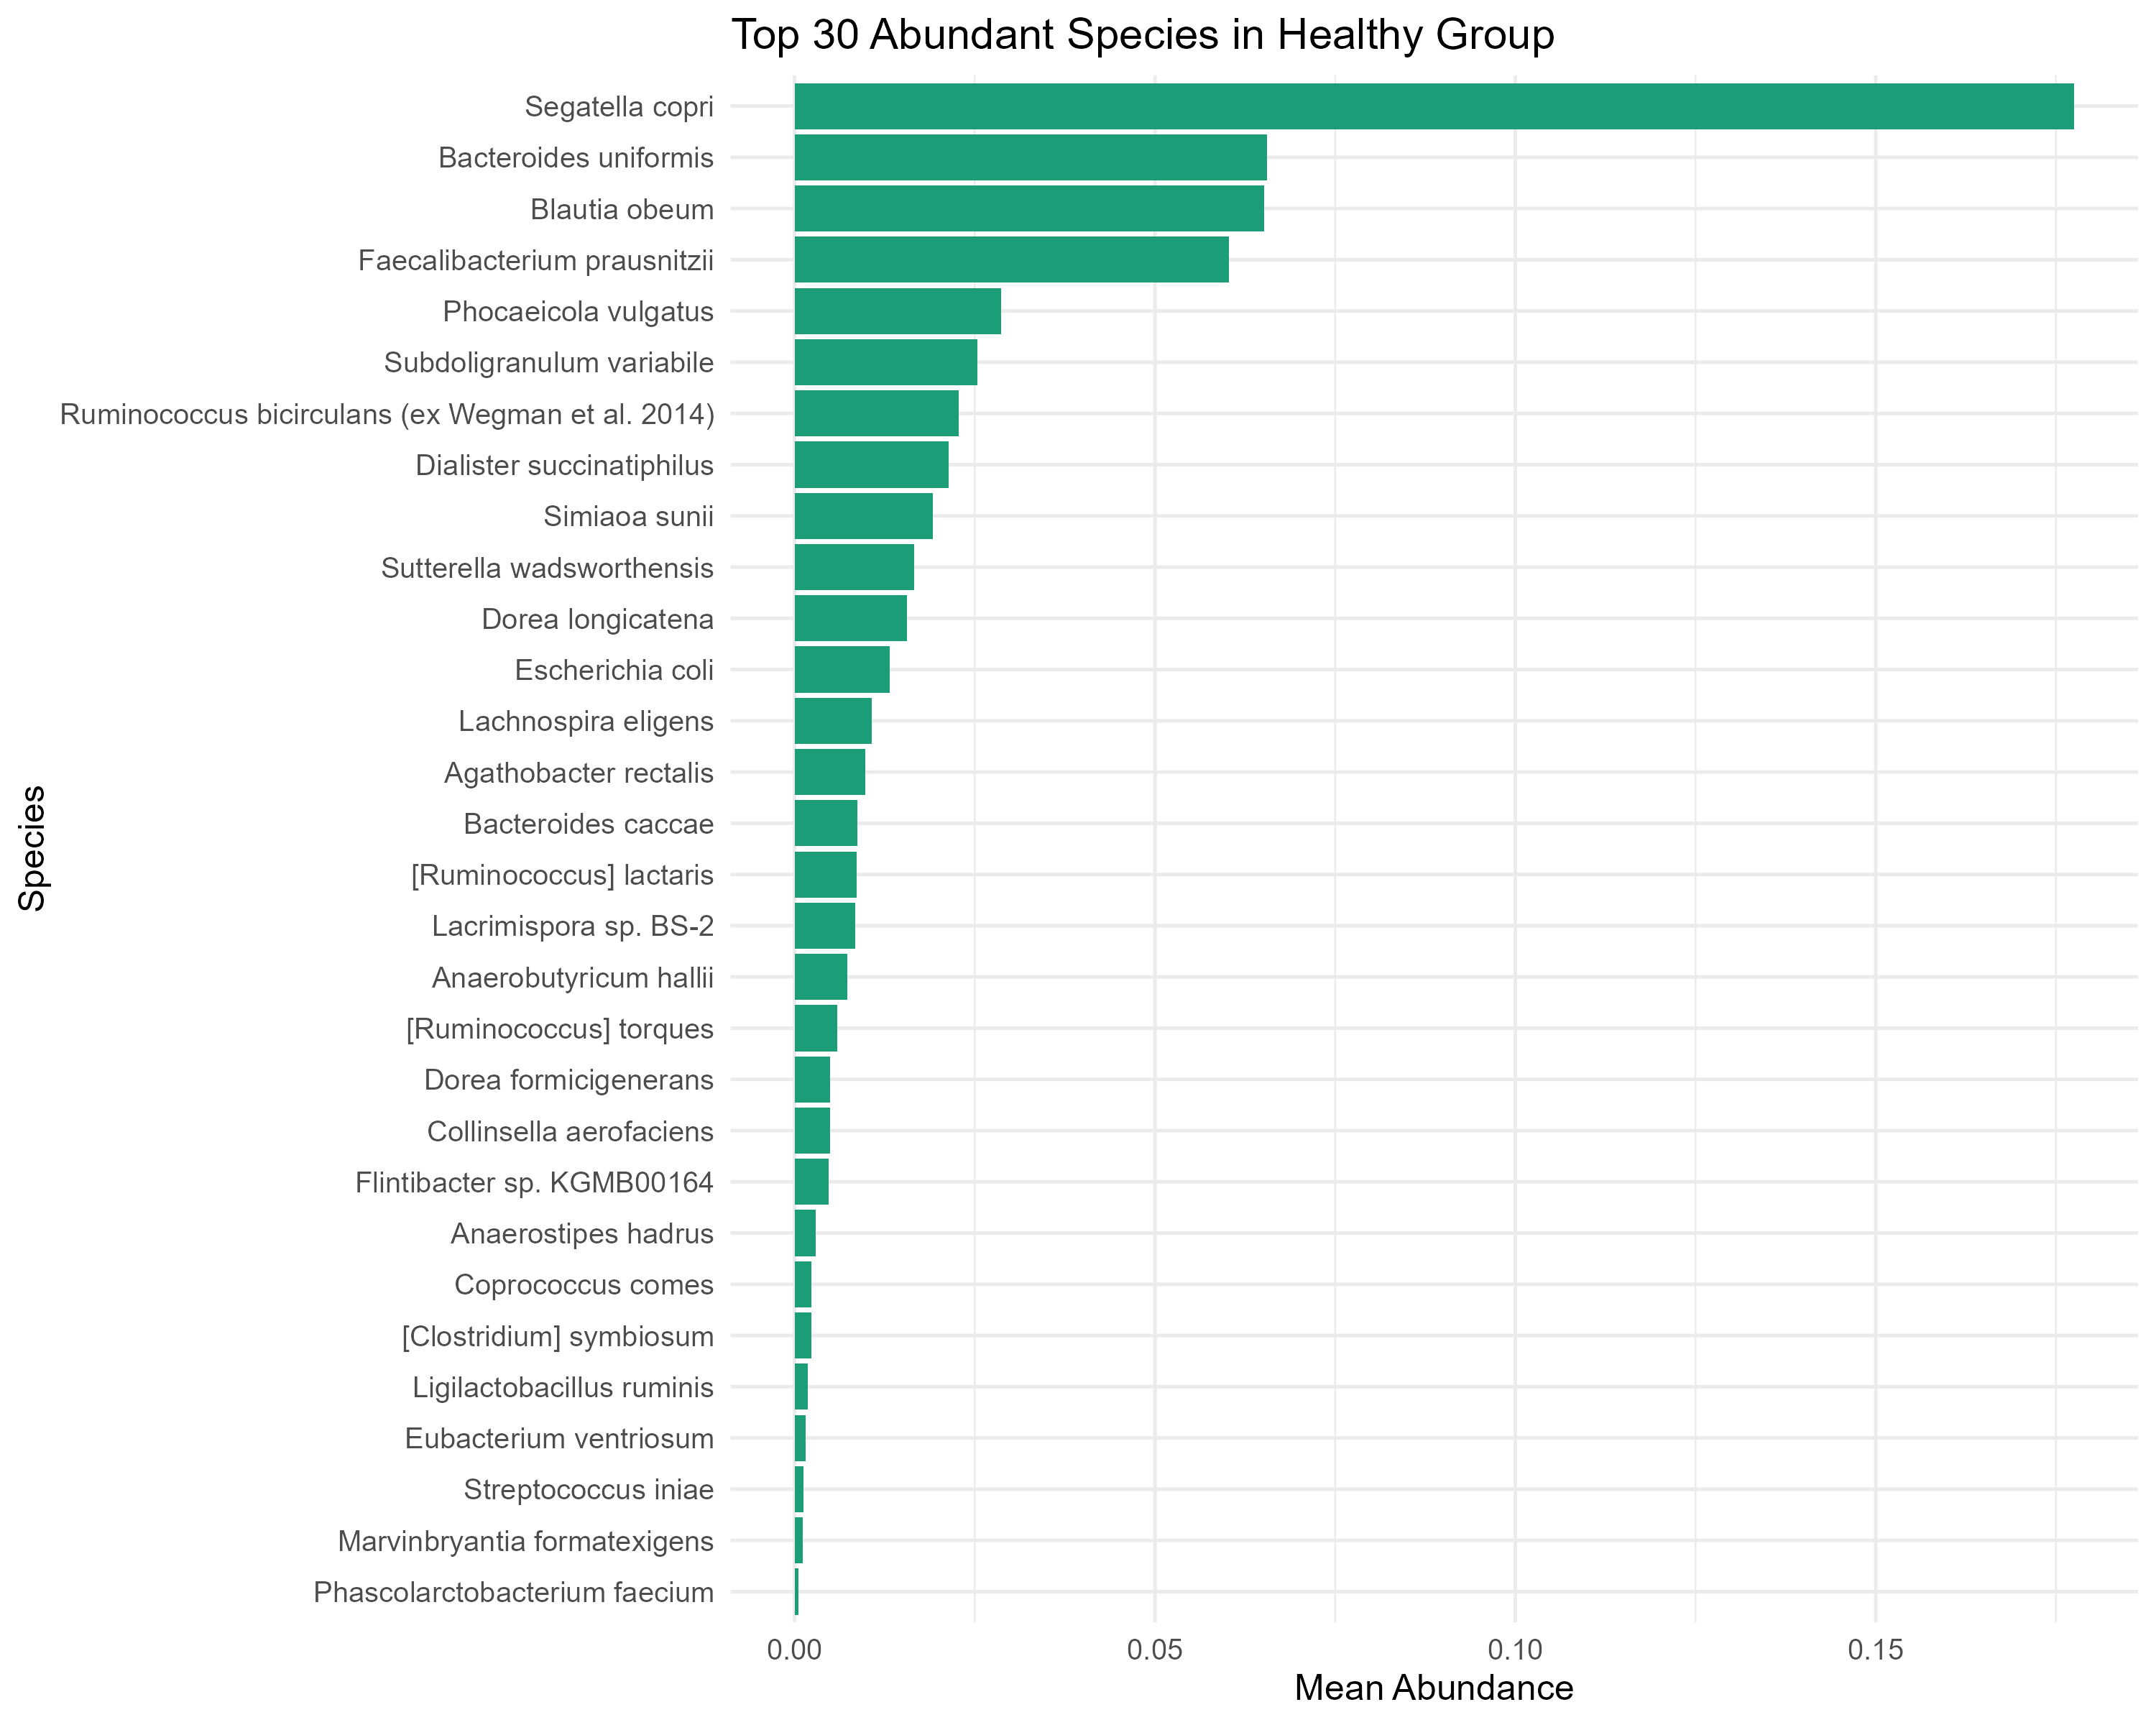 Top 30 Abundant Species in Healthy Group
Segatella copri
Bacteroides uniformis
Blautia obeum
Faecalibacterium prausnitzii
Phocaeicola vulgatus
Subdoligranulum variabile
Ruminococcus bicirculans (ex Wegman et al. 2014)
Dialister succinatiphilus
Simiaoa sunii
Sutterella wadsworthensis
Dorea longicatena
Escherichia coli
Lachnospira eligens
Agathobacter rectalis
Bacteroides caccae
[Ruminococcus] lactaris
Lacrimispora sp. BS-2
Anaerobutyricum hallii
[Ruminococcus] torques
Dorea formicigenerans
Collinsella aerofaciens
Flintibacter sp. KGMB00164
Anaerostipes hadrus
Coprococcus comes
[Clostridium] symbiosum
Ligilactobacillus ruminis
Eubacterium ventriosum
Streptococcus iniae
Marvinbryantia formatexigens
Phascolarctobacterium faecium
Species
0.00 0.05 0.10 0.15
Mean Abundance